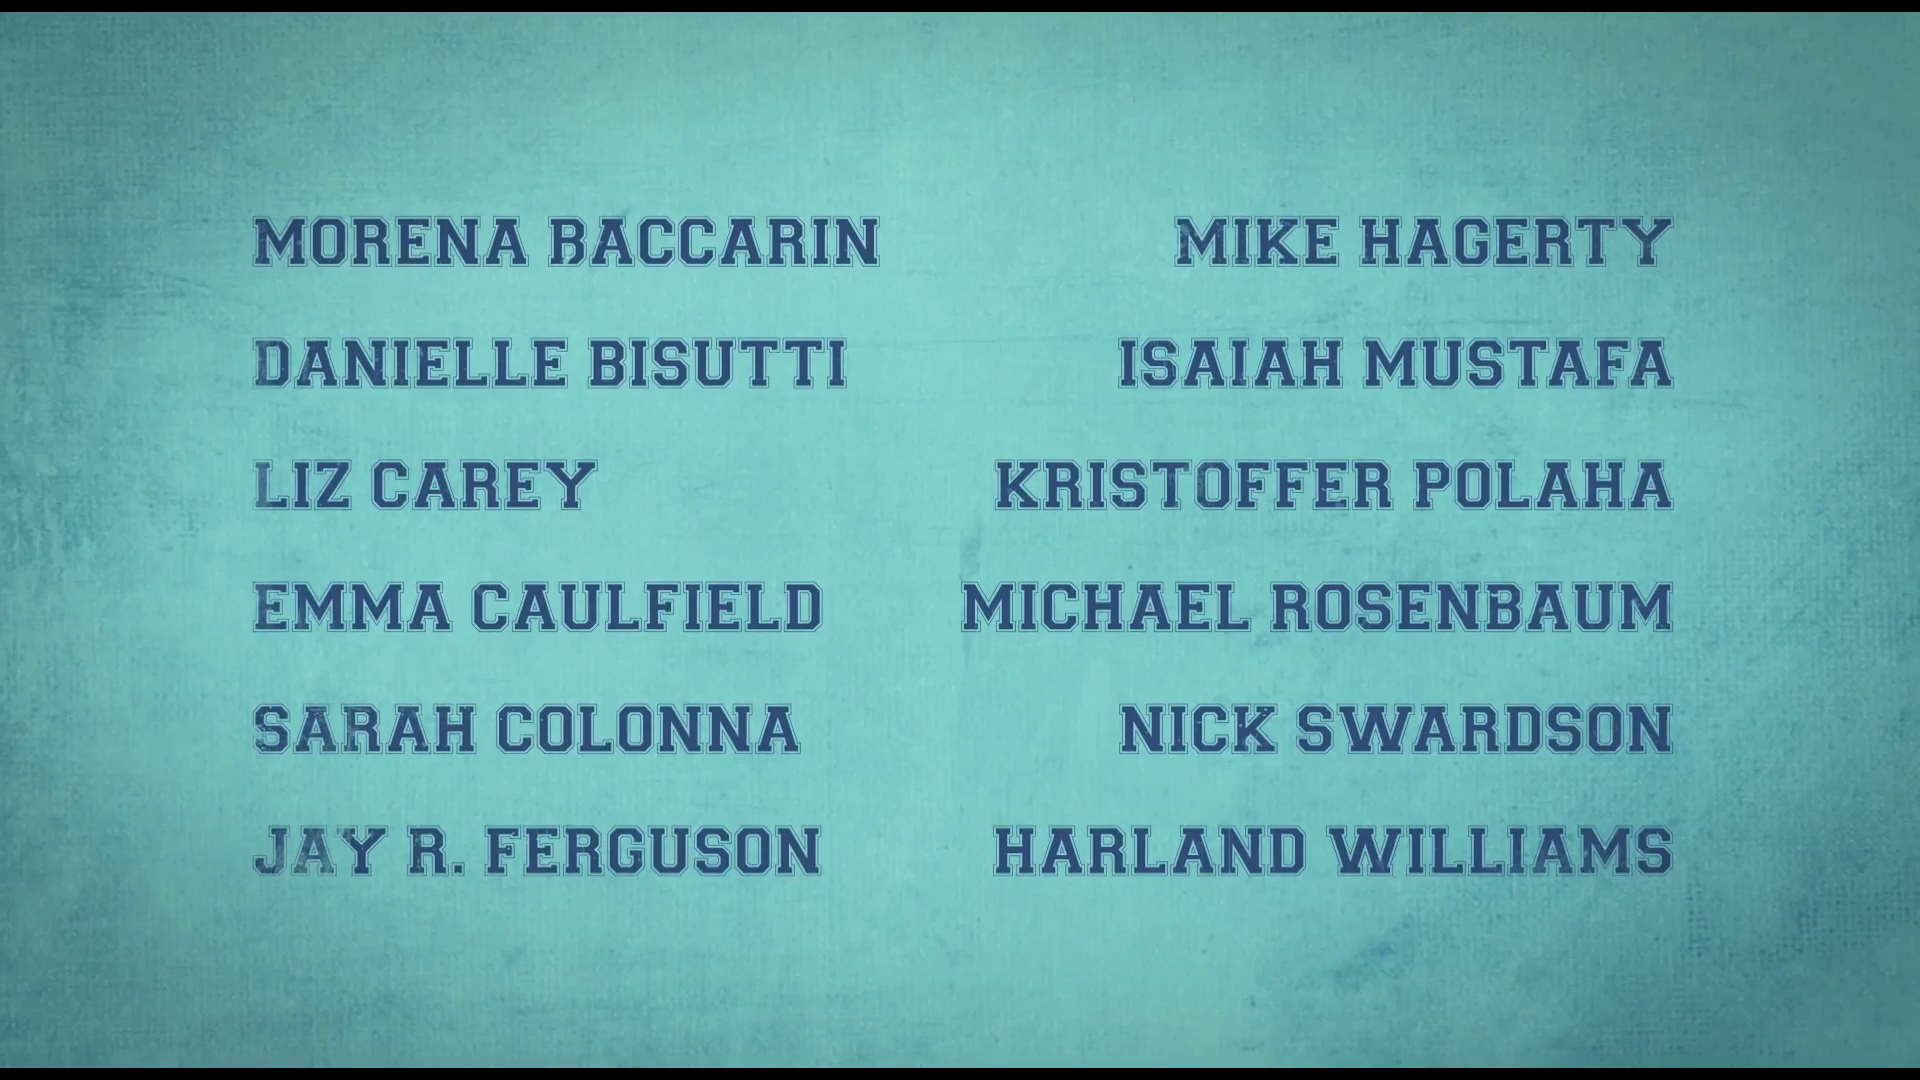 MORENA BACCARIN
MIKE HAGERTY
DANIELLE BISUTTI
ISAIAH MUSTAFA
LIZ CAREY
KRISTOFFER POLAHA
EMMA CAULFIELD
MICHAEL ROSENBAUM
SARAH COLONNA
NICK SWARDSON
JAY R. FERGUSON
HARLAND WILLIAMS